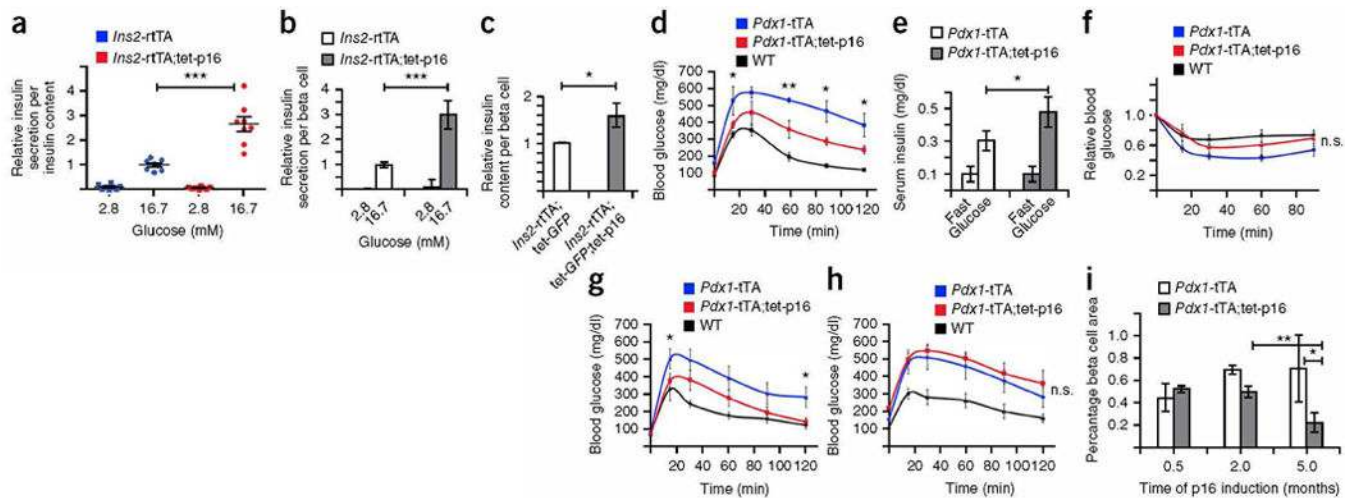 a
Ins2-rtTA
Ins2-rtTA;tet-p16
Relative insulin
secretion per
insulin content
5
4
3
2
1
0
***
2.8
16.7
2.8
16.7
Glucose (mM)
b
Ins2-rtTA
Ins2-rtTA;tet-p16
Relative insulin
secretion per beta cell
4
3
2
1
0
***
2.8
16.7
2.8
16.7
Glucose (mM)
c
Relative insulin
content per beta cell
2
1
*
Ins2-rtTA;
tet-GFP
Ins2-rtTA;
tet-GFP;tet-p16
d
Pdx1-tTA
Pdx1-tTA;tet-p16
WT
Blood glucose (mg/dl)
700
600
500
400
300
200
100
*
**
*
*
20
40
60
80
100
120
Time (min)
e
Pdx1-tTA
Pdx1-tTA;tet-p16
Serum insulin (mg/dl)
0.5
0.3
0.1
*
Fast
Glucose
Fast
Glucose
f
Pdx1-tTA
Pdx1-tTA;tet-p16
WT
Relative blood
glucose
1.4
1.0
0.6
0.2
n.s.
20
40
60
80
Time (min)
g
Pdx1-tTA
Pdx1-tTA;tet-p16
WT
Blood glucose (mg/dl)
700
600
500
400
300
200
100
*
*
20
40
60
80
100
120
Time (min)
h
Pdx1-tTA
Pdx1-tTA;tet-p16
WT
Blood glucose (mg/dl)
700
600
500
400
300
200
100
n.s.
20
40
60
80
100
120
Time (min)
i
Pdx1-tTA
Pdx1-tTA;tet-p16
Percentage beta cell area
1.0
0.8
0.6
0.4
0.2
**
*
0.5
2.0
5.0
Time of p16 induction (months)